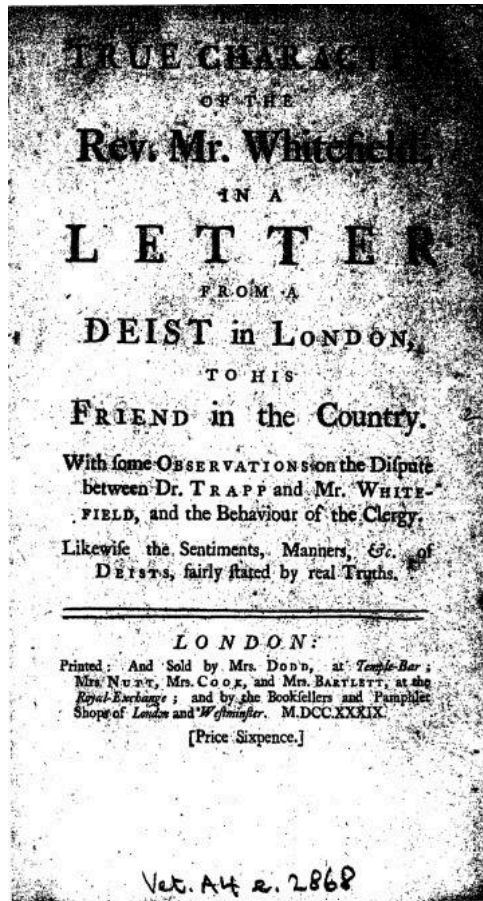 TRUE CHARACTER
OF THE
Rev. Mr. Whitefield,
IN A
LETTER
FROM A
DEIST in LONDON,
TO HIS
FRIEND in the Country.
With ſome OBSERVATIONS on the Diſpute
between Dr. TRAPP and Mr. WHITE-
FIELD, and the Behaviour of the Clergy.
Likewiſe the Sentiments, Manners, &c. of
DEISTS, fairly ſtated by real Truths.
LONDON:
Printed: And Sold by Mrs. DODD, at Temple-Bar;
Mrs. NUTT, Mrs. COOK, and Mrs. BARTLETT, at the
Royal-Exchange; and by the Bookſellers and Pamphlet
Shops of London and Weſtminſter. M.DCC.XXXIX.
[Price Sixpence.]
Vet. A4 e. 2868